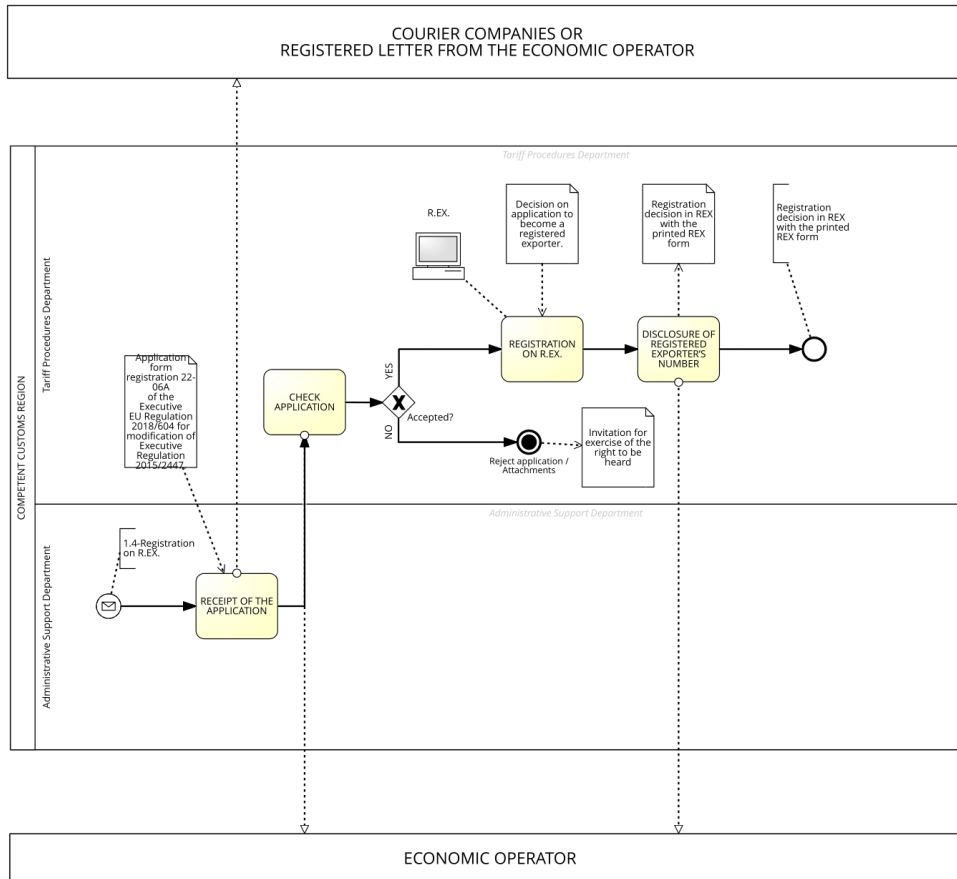 COURIER COMPANIES OR
REGISTERED LETTER FROM THE ECONOMIC OPERATOR
COMPETENT CUSTOMS REGION
Tariff Procedures Department
Tariff Procedures Department
R.EX.
Decision on
application to
become a
registered
exporter.
Registration
decision in REX
with the
printed REX
form
Registration
decision in REX
with the printed
REX form
REGISTRATION
ON R.EX.
DISCLOSURE OF
REGISTERED
EXPORTER'S
NUMBER
Application
form
registration 22-
06A
of the
Executive
EU Regulation
2018/604 for
modification of
Executive
Regulation
2015/2447
CHECK
APPLICATION
YES
Accepted?
NO
Reject application /
Attachments
Invitation for
exercise of the
right to be
heard
Administrative Support Department
Administrative Support Department
1.4-Registration
on R.EX.
RECEIPT OF THE
APPLICATION
ECONOMIC OPERATOR